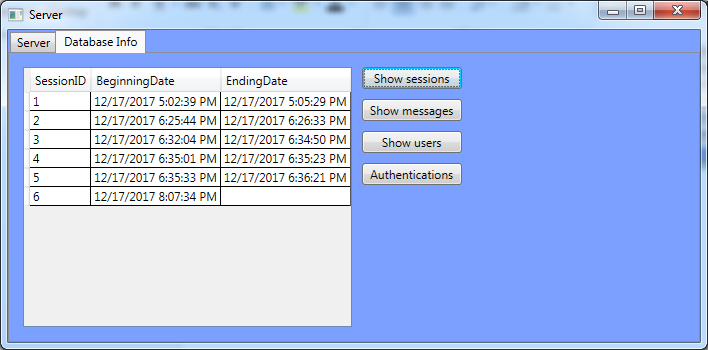 Server
Server Database Info
SessionID BeginningDate EndingDate
1 12/17/2017 5:02:39 PM 12/17/2017 5:05:29 PM
2 12/17/2017 6:25:44 PM 12/17/2017 6:26:33 PM
3 12/17/2017 6:32:04 PM 12/17/2017 6:34:50 PM
4 12/17/2017 6:35:01 PM 12/17/2017 6:35:23 PM
5 12/17/2017 6:35:33 PM 12/17/2017 6:36:21 PM
6 12/17/2017 8:07:34 PM
Show sessions
Show messages
Show users
Authentications